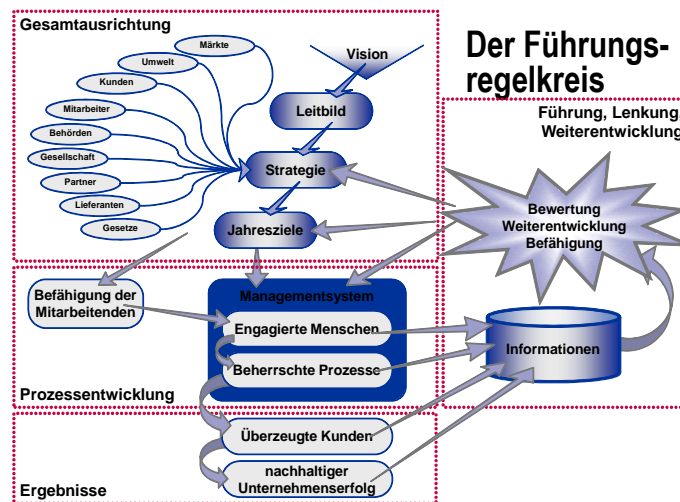 Gesamtausrichtung
Der Führungs-
regelkreis
Märkte
Umwelt
Kunden
Mitarbeiter
Behörden
Gesellschaft
Partner
Lieferanten
Gesetze
Vision
Leitbild
Strategie
Jahresziele
Führung, Lenkung,
Weiterentwicklung
Bewertung
Weiterentwicklung
Befähigung
Befähigung der
Mitarbeitenden
Managementsystem
Engagierte Menschen
Beherrschte Prozesse
Informationen
Prozessentwicklung
Überzeugte Kunden
nachhaltiger
Unternehmenserfolg
Ergebnisse